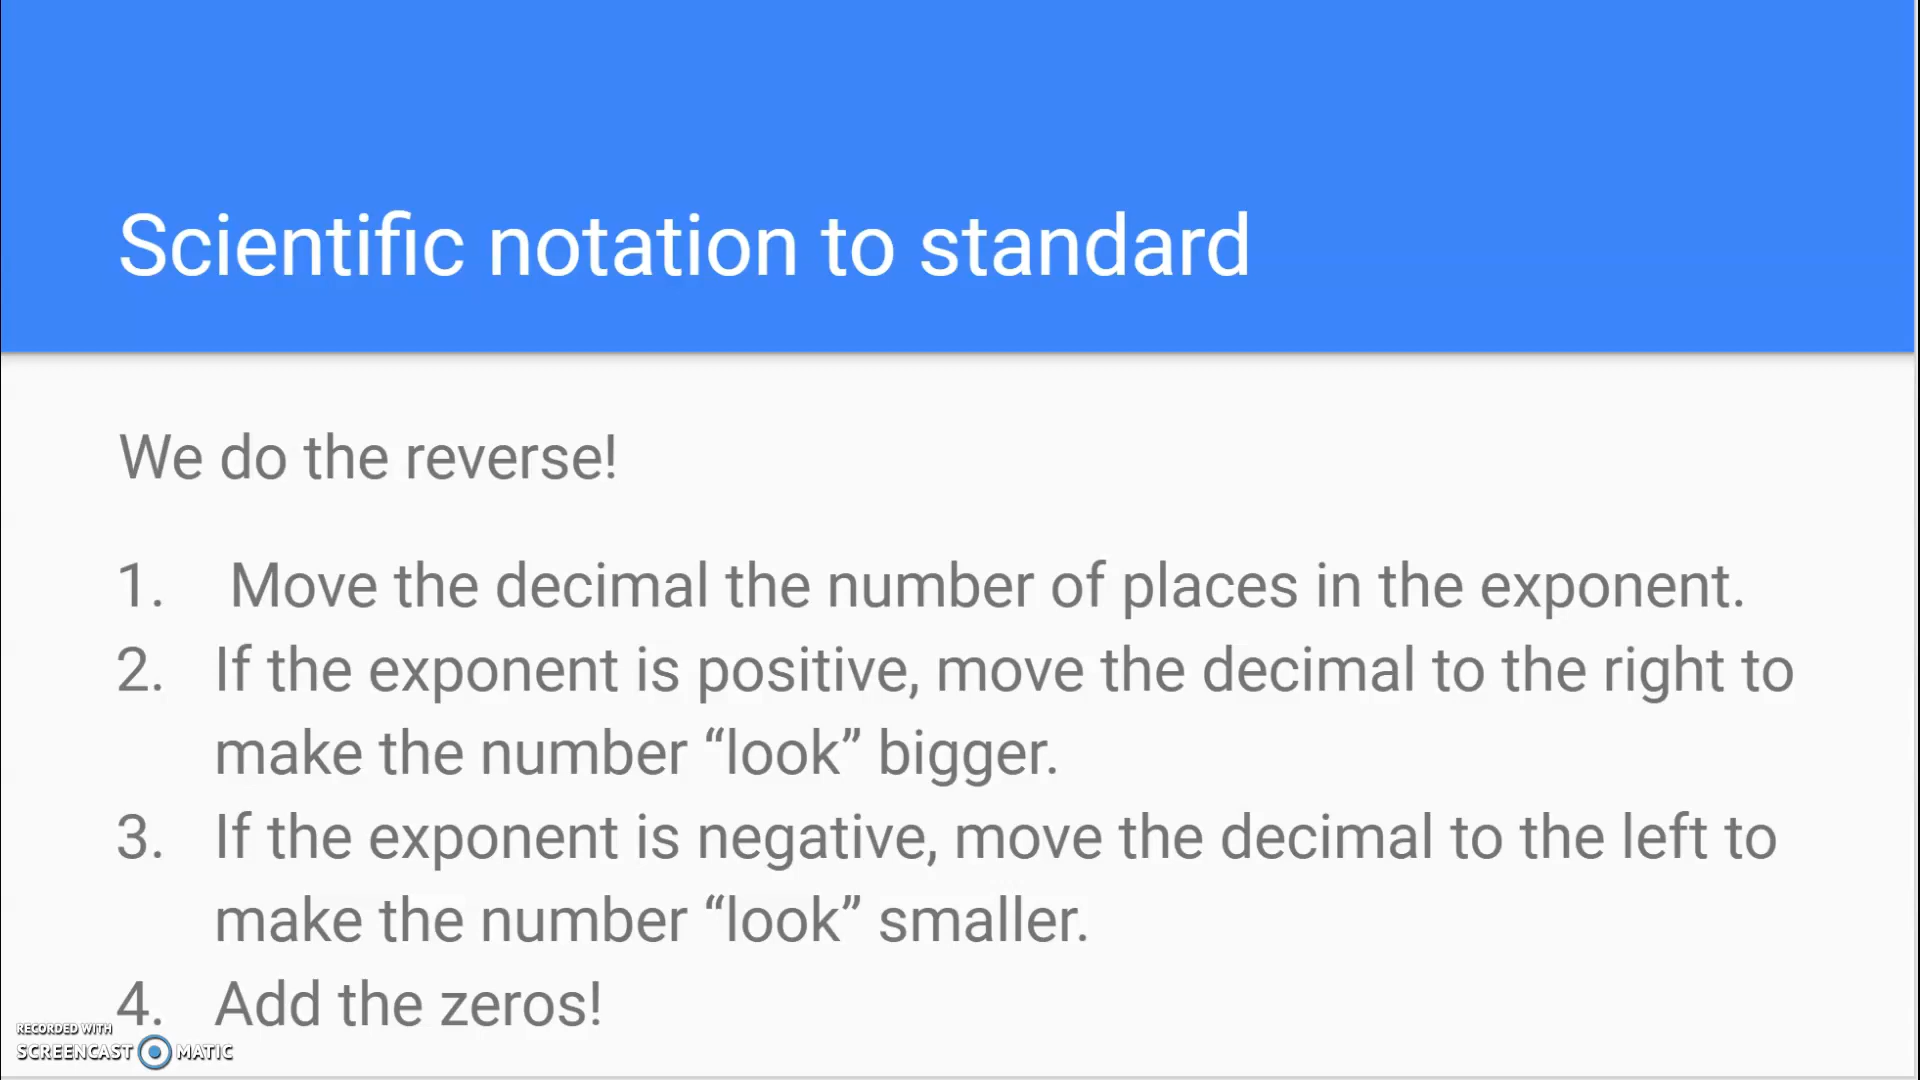 Scientific notation to standard
We do the reverse!
1. Move the decimal the number of places in the exponent.
2. If the exponent is positive, move the decimal to the right to
make the number “look” bigger.
3. If the exponent is negative, move the decimal to the left to
make the number “look” smaller.
4. Add the zeros!
RECORDED WITH
SCREENCAST MATIC